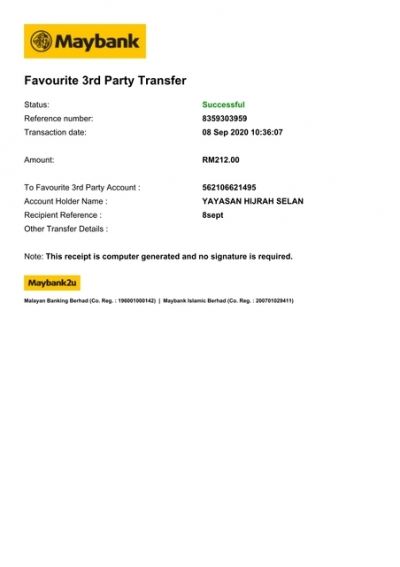 Maybank
Favourite 3rd Party Transfer
Status: Successful
Reference number: 8359303959
Transaction date: 08 Sep 2020 10:36:07
Amount: RM212.00
To Favourite 3rd Party Account : 562106621495
Account Holder Name : YAYASAN HIJRAH SELAN
Recipient Reference : 8sept
Other Transfer Details :
Note: This receipt is computer generated and no signature is required.
Maybank2u
Malayan Banking Berhad (Co. Reg. : 196001000142) | Maybank Islamic Berhad (Co. Reg. : 200701029411)